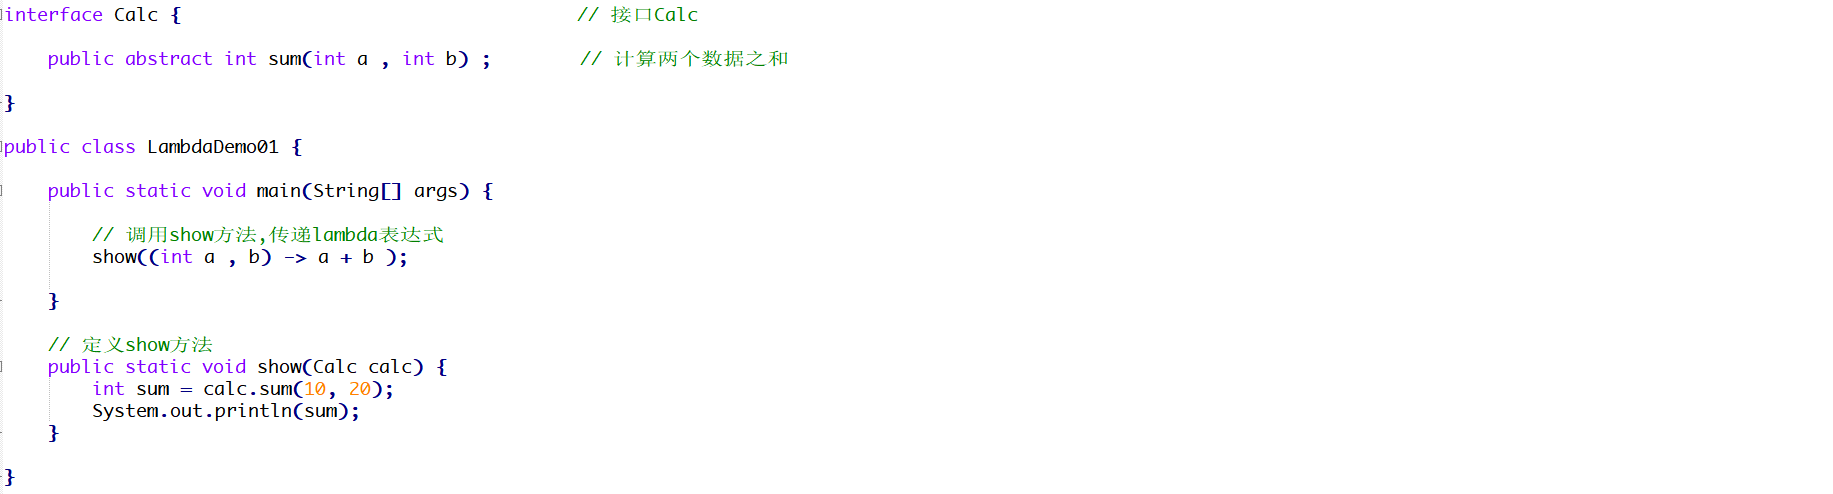 interface Calc { // 接口Calc
public abstract int sum(int a , int b) ; // 计算两个数据之和
}
public class LambdaDemo01 {
public static void main(String[] args) {
// 调用show方法,传递lambda表达式
show((int a , b) -> a + b );
}
// 定义show方法
public static void show(Calc calc) {
int sum = calc.sum(10, 20);
System.out.println(sum);
}
}